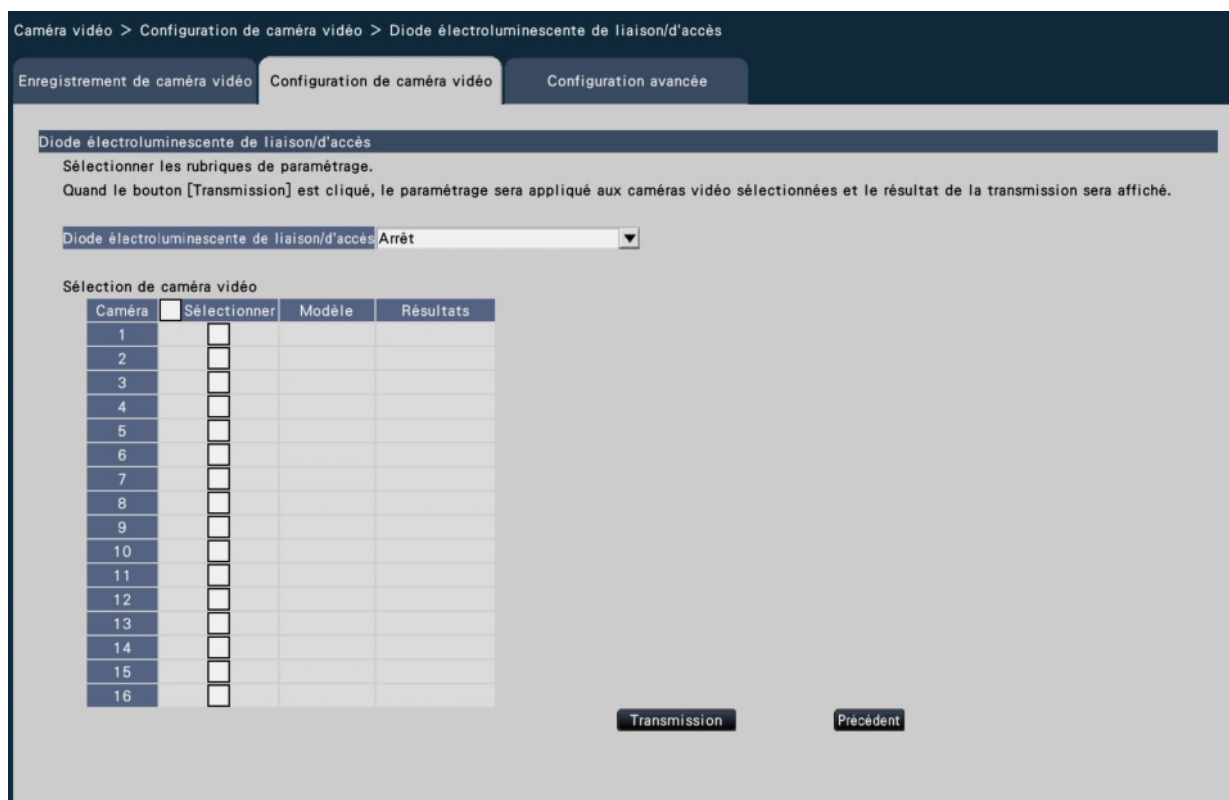 Caméra vidéo > Configuration de caméra vidéo > Diode électroluminescente de liaison/d'accès
Enregistrement de caméra vidéo Configuration de caméra vidéo Configuration avancée
Diode électroluminescente de liaison/d'accès
Sélectionner les rubriques de paramétrage.
Quand le bouton [Transmission] est cliqué, le paramétrage sera appliqué aux caméras vidéo sélectionnées et le résultat de la transmission sera affiché.
Diode électroluminescente de liaison/d'accès Arrêt
Sélection de caméra vidéo
Caméra Sélectionner Modèle Résultats
1
2
3
4
5
6
7
8
9
10
11
12
13
14
15
16
Transmission Précédent